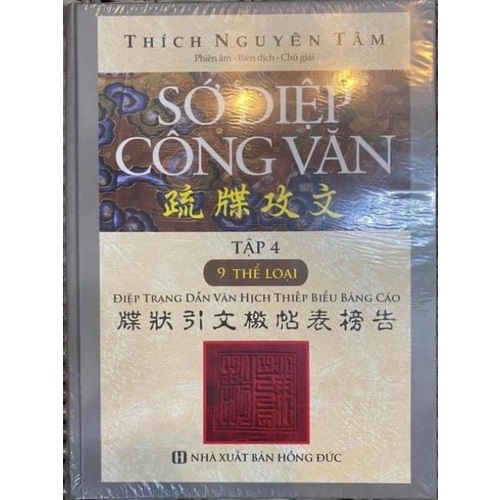 THÍCH NGUYÊN TÂM
Phiên âm - Biên dịch - Chú giải
SỚ ĐIỆP
CÔNG VĂN
疏牒攻文
TẬP 4
9 THỂ LOẠI
ĐIỆP TRẠNG DẪN VĂN HỊCH THIẾP BIỂU BẢNG CÁO
牒狀引文檄帖表榜告
NHÀ XUẤT BẢN HỒNG ĐỨC